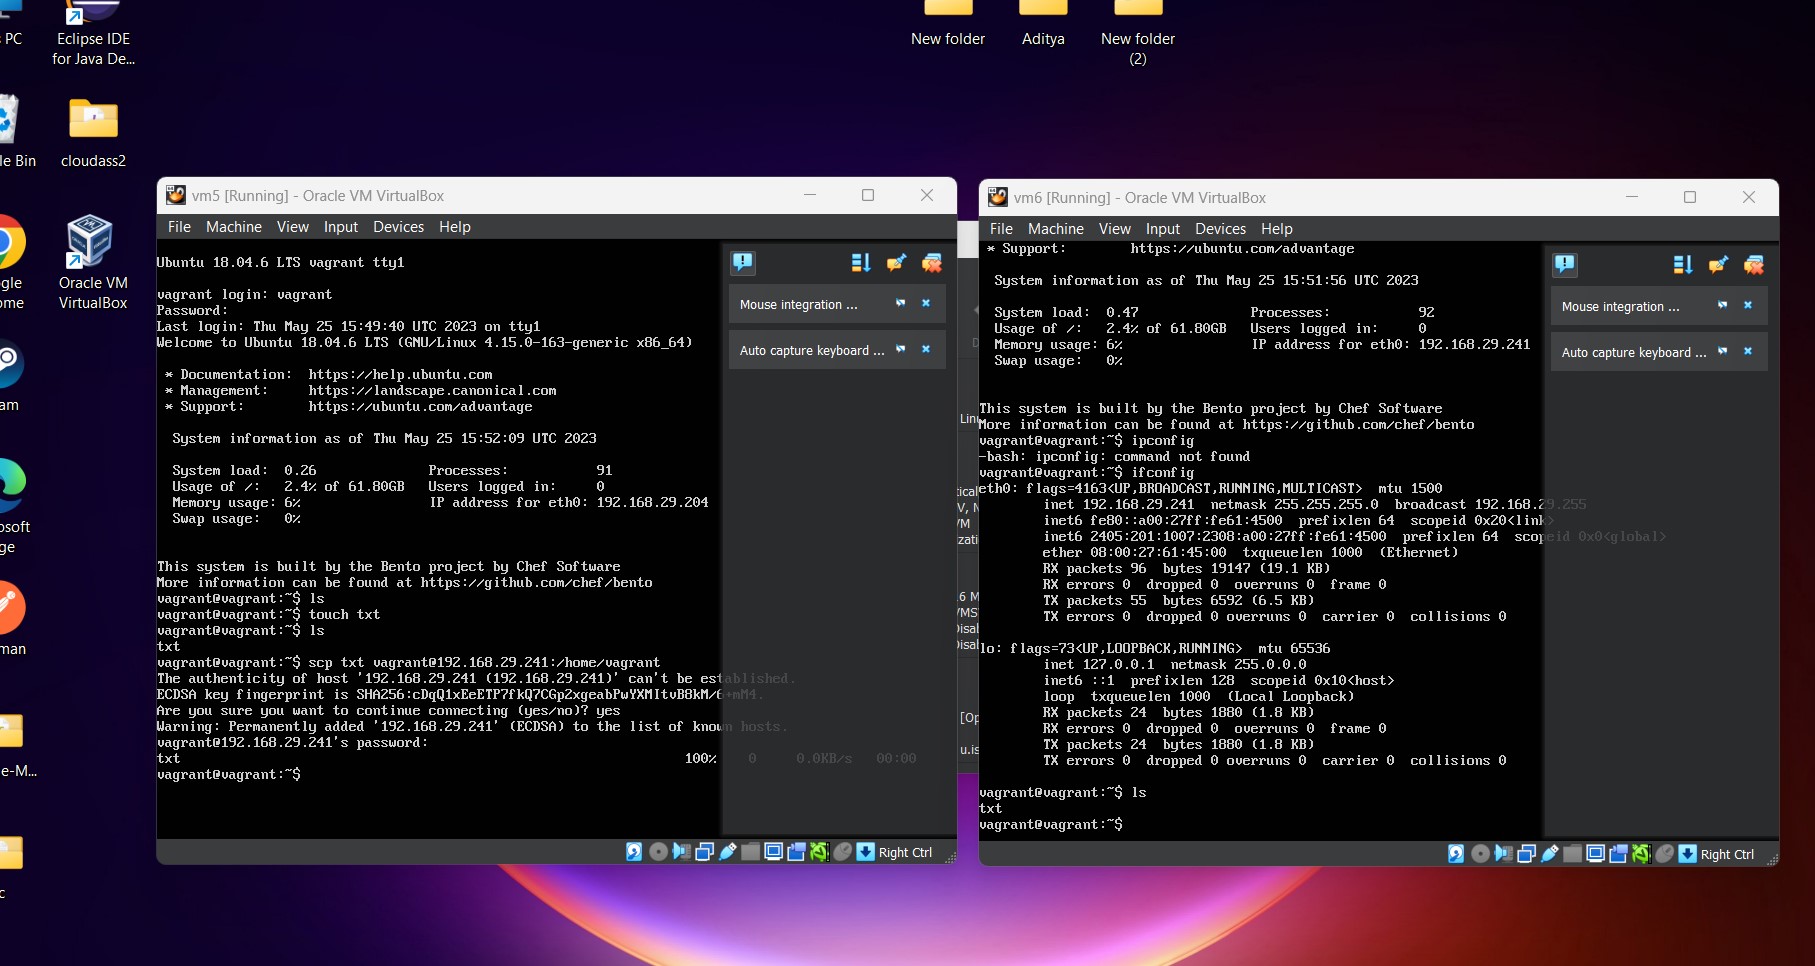 PC
Eclipse IDE
for Java De...
New folder
Aditya
New folder
(2)
le Bin
cloudass2
gle
ome
Oracle VM
VirtualBox
am
osoft
ge
man
e-M...
c
vm5 [Running] - Oracle VM VirtualBox
File Machine View Input Devices Help
Ubuntu 18.04.6 LTS vagrant tty1
vagrant login: vagrant
Password:
Last login: Thu May 25 15:49:40 UTC 2023 on tty1
Welcome to Ubuntu 18.04.6 LTS (GNU/Linux 4.15.0-163-generic x86_64)
* Documentation: https://help.ubuntu.com
* Management: https://landscape.canonical.com
* Support: https://ubuntu.com/advantage
System information as of Thu May 25 15:52:09 UTC 2023
System load: 0.26 Processes: 91
Usage of /: 2.4% of 61.80GB Users logged in: 0
Memory usage: 6% IP address for eth0: 192.168.29.204
Swap usage: 0%
This system is built by the Bento project by Chef Software
More information can be found at https://github.com/chef/bento
vagrant@vagrant:~$ ls
vagrant@vagrant:~$ touch txt
vagrant@vagrant:~$ ls
txt
vagrant@vagrant:~$ scp txt vagrant@192.168.29.241:/home/vagrant
The authenticity of host '192.168.29.241 (192.168.29.241)' can't be established.
ECDSA key fingerprint is SHA256:cDqQ1xEeETP7fkQ7CGp2xgeabPwYXMItvB8kM/6+mM4.
Are you sure you want to continue connecting (yes/no)? yes
Warning: Permanently added '192.168.29.241' (ECDSA) to the list of known hosts.
vagrant@192.168.29.241's password:
txt 100% 0 0.0KB/s 00:00
vagrant@vagrant:~$
Mouse integration ...
Auto capture keyboard ...
Right Ctrl
vm6 [Running] - Oracle VM VirtualBox
File Machine View Input Devices Help
* Support: https://ubuntu.com/advantage
System information as of Thu May 25 15:51:56 UTC 2023
System load: 0.47 Processes: 92
Usage of /: 2.4% of 61.80GB Users logged in: 0
Memory usage: 6% IP address for eth0: 192.168.29.241
Swap usage: 0%
This system is built by the Bento project by Chef Software
More information can be found at https://github.com/chef/bento
vagrant@vagrant:~$ ipconfig
-bash: ipconfig: command not found
vagrant@vagrant:~$ ifconfig
eth0: flags=4163<UP,BROADCAST,RUNNING,MULTICAST> mtu 1500
inet 192.168.29.241 netmask 255.255.255.0 broadcast 192.168.29.255
inet6 fe80::a00:27ff:fe61:4500 prefixlen 64 scopeid 0x20<link>
inet6 2405:201:1007:2308:a00:27ff:fe61:4500 prefixlen 64 scopeid 0x0<global>
ether 08:00:27:61:45:00 txqueuelen 1000 (Ethernet)
RX packets 96 bytes 19147 (19.1 KB)
RX errors 0 dropped 0 overruns 0 frame 0
TX packets 55 bytes 6592 (6.5 KB)
TX errors 0 dropped 0 overruns 0 carrier 0 collisions 0
lo: flags=73<UP,LOOPBACK,RUNNING> mtu 65536
inet 127.0.0.1 netmask 255.0.0.0
inet6 ::1 prefixlen 128 scopeid 0x10<host>
loop txqueuelen 1000 (Local Loopback)
RX packets 24 bytes 1880 (1.8 KB)
RX errors 0 dropped 0 overruns 0 frame 0
TX packets 24 bytes 1880 (1.8 KB)
TX errors 0 dropped 0 overruns 0 carrier 0 collisions 0
vagrant@vagrant:~$ ls
txt
vagrant@vagrant:~$
Mouse integration ...
Auto capture keyboard ...
Right Ctrl